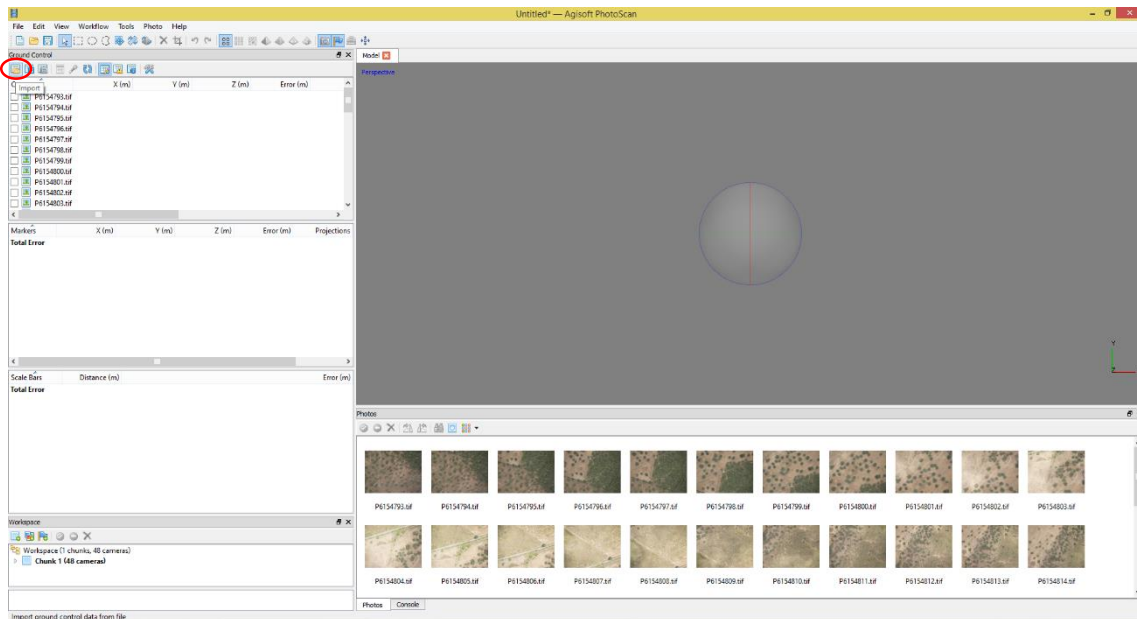 Untitled* — Agisoft PhotoScan
File Edit View Workflow Tools Photo Help
Ground Control
Model
Perspective
X (m) Y (m) Z (m) Error (m)
Import
P6154793.tif
P6154794.tif
P6154795.tif
P6154796.tif
P6154797.tif
P6154798.tif
P6154799.tif
P6154800.tif
P6154801.tif
P6154802.tif
P6154803.tif
Markers X (m) Y (m) Z (m) Error (m) Projections
Total Error
Y
Z
Scale Bars Distance (m) Error (m)
Total Error
Photos
P6154793.tif P6154794.tif P6154795.tif P6154796.tif P6154797.tif P6154798.tif P6154799.tif P6154800.tif P6154801.tif P6154802.tif P6154803.tif
Workspace
Workspace (1 chunks, 48 cameras)
Chunk 1 (48 cameras)
P6154804.tif P6154805.tif P6154806.tif P6154807.tif P6154808.tif P6154809.tif P6154810.tif P6154811.tif P6154812.tif P6154813.tif P6154814.tif
Photos Console
Import ground control data from file